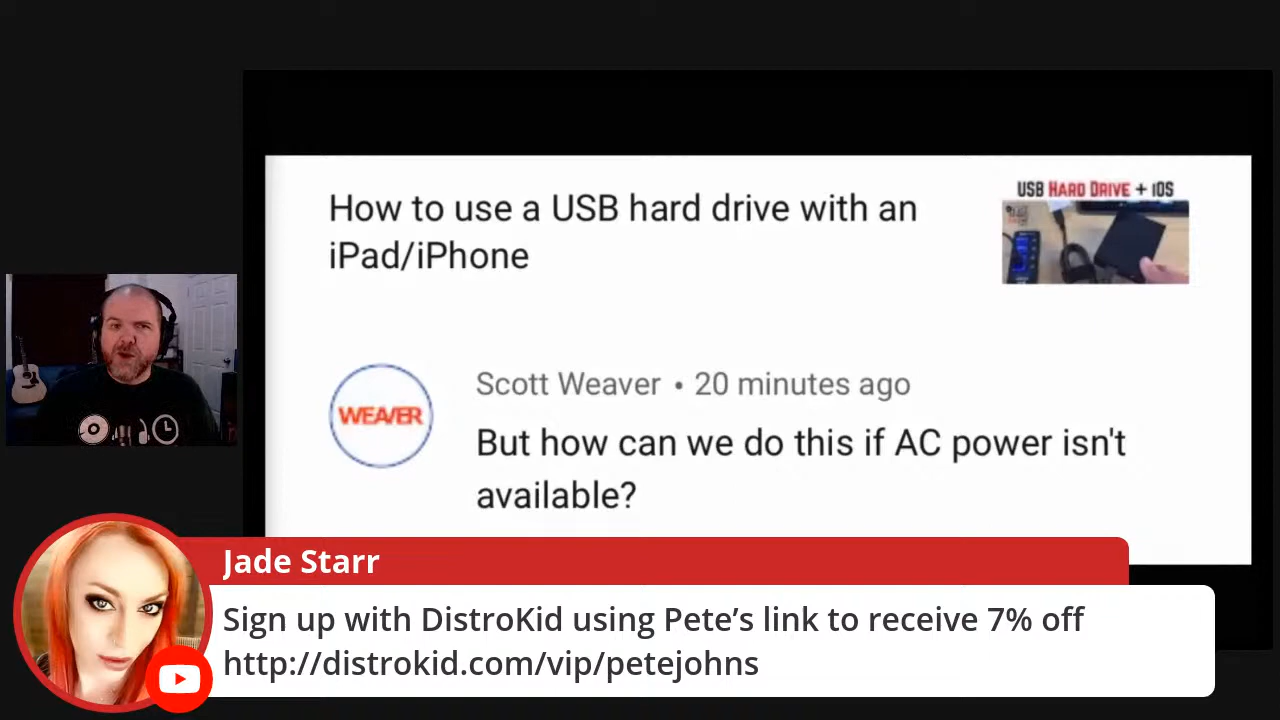 How to use a USB hard drive with an
iPad/iPhone
USB HARD DRIVE + iOS
WEAVER
Scott Weaver • 20 minutes ago
But how can we do this if AC power isn't
available?
Jade Starr
Sign up with DistroKid using Pete’s link to receive 7% off
http://distrokid.com/vip/petejohns